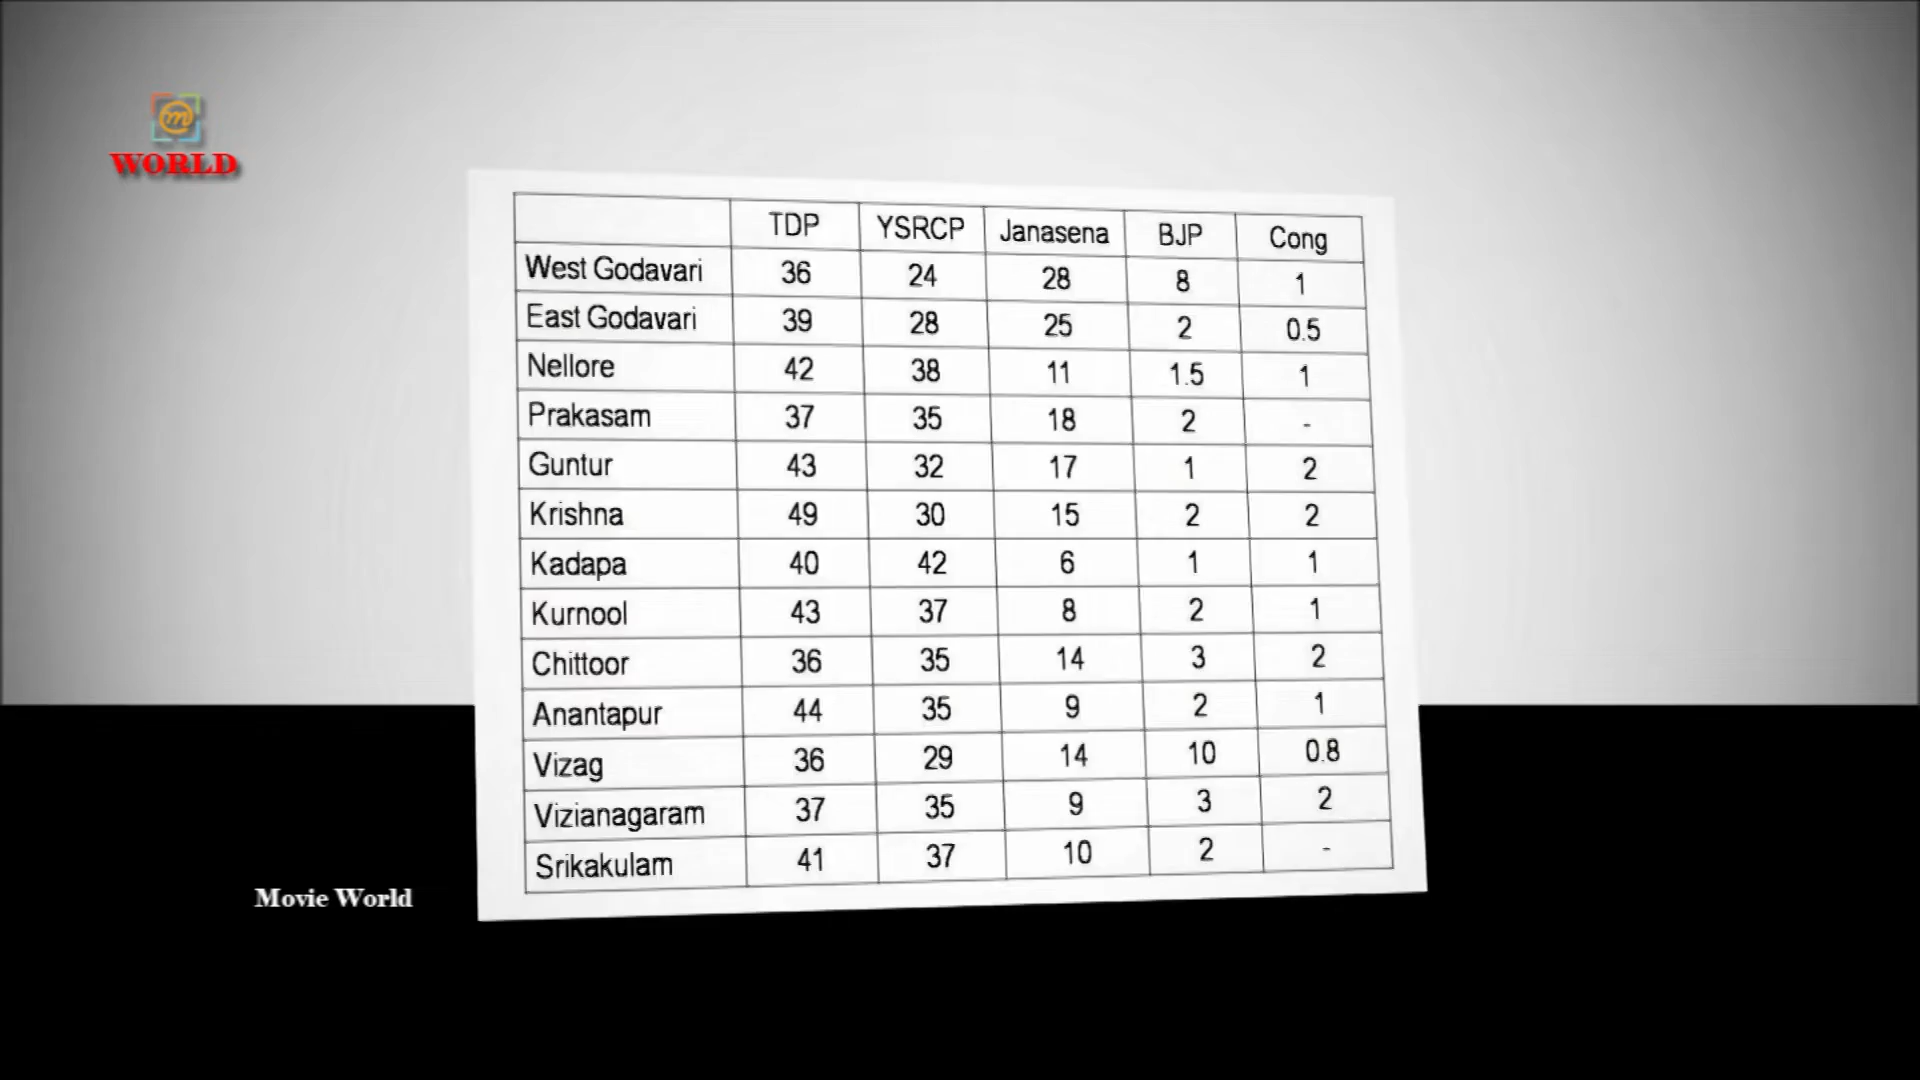 m
WORLD
TDP YSRCP Janasena BJP Cong
West Godavari 36 24 28 8 1
East Godavari 39 28 25 2 0.5
Nellore 42 38 11 1.5 1
Prakasam 37 35 18 2 -
Guntur 43 32 17 1 2
Krishna 49 30 15 2 2
Kadapa 40 42 6 1 1
Kurnool 43 37 8 2 1
Chittoor 36 35 14 3 2
Anantapur 44 35 9 2 1
Vizag 36 29 14 10 0.8
Vizianagaram 37 35 9 3 2
Srikakulam 41 37 10 2 -
Movie World